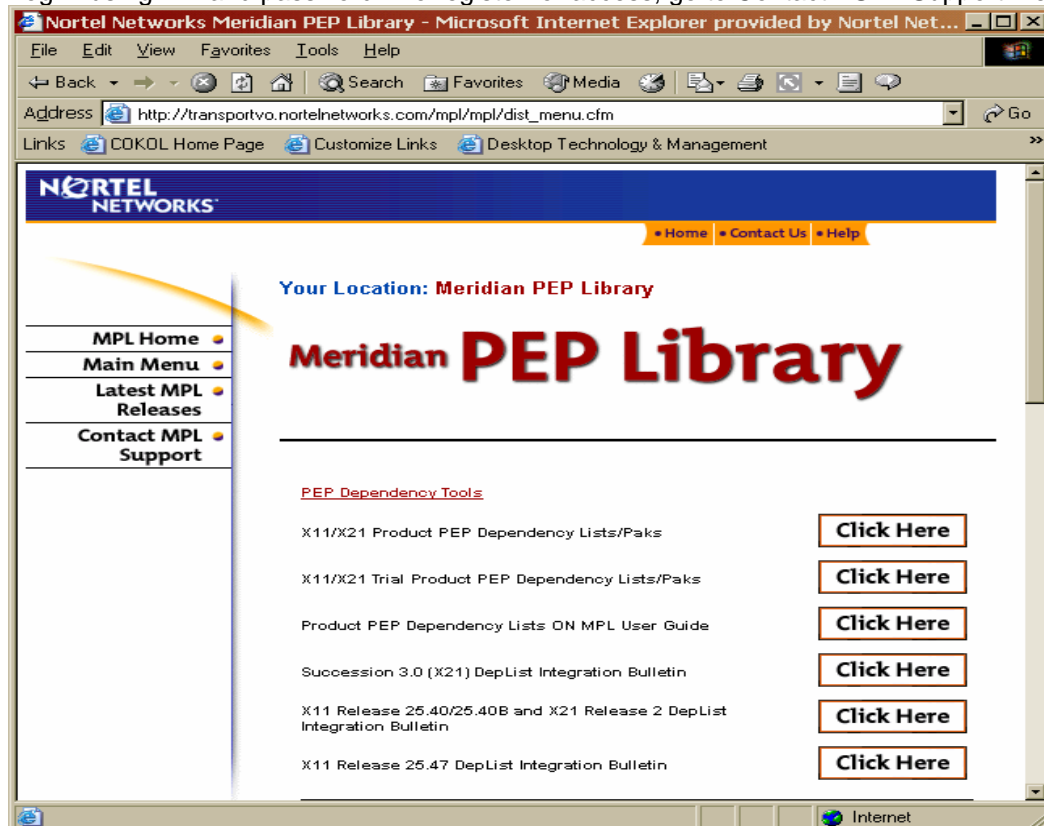 Nortel Networks Meridian PEP Library - Microsoft Internet Explorer provided by Nortel Net...
File Edit View Favorites Tools Help
Back Search Favorites Media
Address http://transportvo.nortelnetworks.com/mpl/mpl/dist_menu.cfm Go
Links COKOL Home Page Customize Links Desktop Technology & Management »
NORTEL
NETWORKS
• Home • Contact Us • Help
Your Location: Meridian PEP Library
MPL Home
Main Menu
Latest MPL
Releases
Contact MPL
Support
Meridian PEP Library
PEP Dependency Tools
X11/X21 Product PEP Dependency Lists/Paks Click Here
X11/X21 Trial Product PEP Dependency Lists/Paks Click Here
Product PEP Dependency Lists ON MPL User Guide Click Here
Succession 3.0 (X21) DepList Integration Bulletin Click Here
X11 Release 25.40/25.40B and X21 Release 2 DepList
Integration Bulletin Click Here
X11 Release 25.47 DepList Integration Bulletin Click Here
Internet